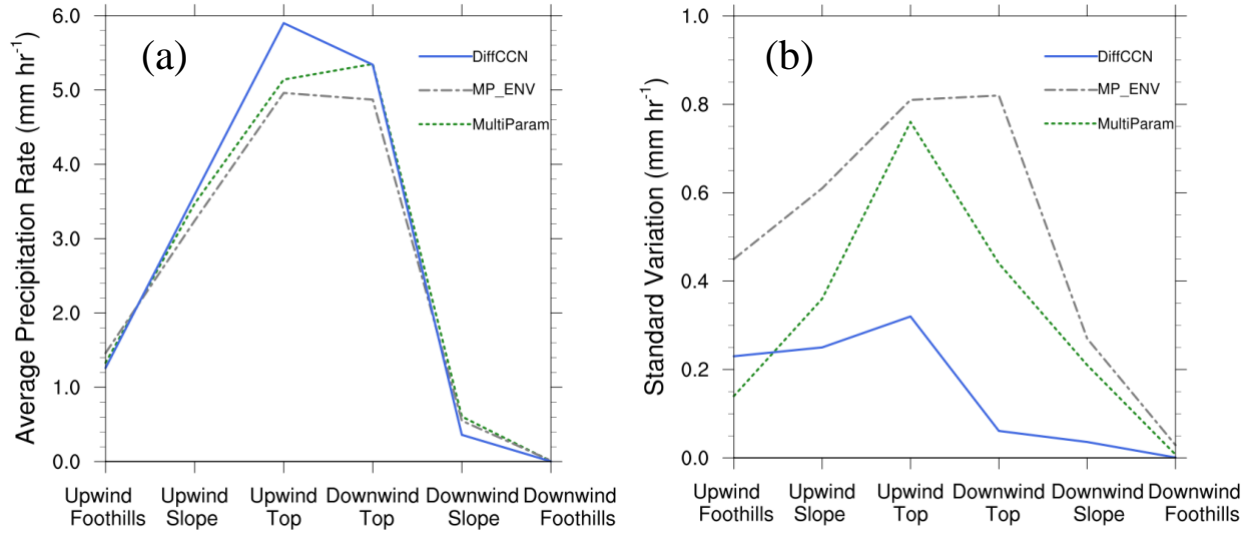 (a)
Average Precipitation Rate (mm hr-1)
6.0
5.0
4.0
3.0
2.0
1.0
0.0
DiffCCN
MP_ENV
MultiParam
Upwind Foothills
Upwind Slope
Upwind Top
Downwind Top
Downwind Slope
Downwind Foothills
(b)
Standard Variation (mm hr-1)
1.0
0.8
0.6
0.4
0.2
0.0
DiffCCN
MP_ENV
MultiParam
Upwind Foothills
Upwind Slope
Upwind Top
Downwind Top
Downwind Slope
Downwind Foothills